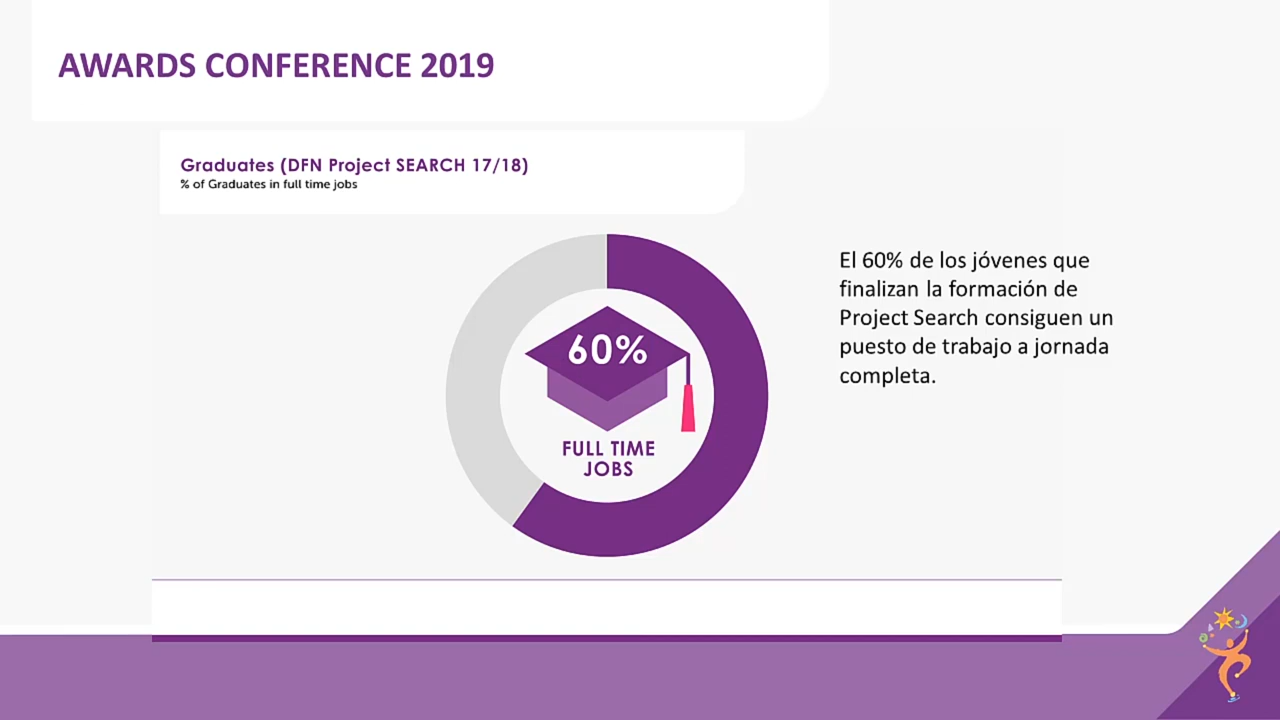 AWARDS CONFERENCE 2019
Graduates (DFN Project SEARCH 17/18)
% of Graduates in full time jobs
60%
FULL TIME
JOBS
El 60% de los jóvenes que
finalizan la formación de
Project Search consiguen un
puesto de trabajo a jornada
completa.